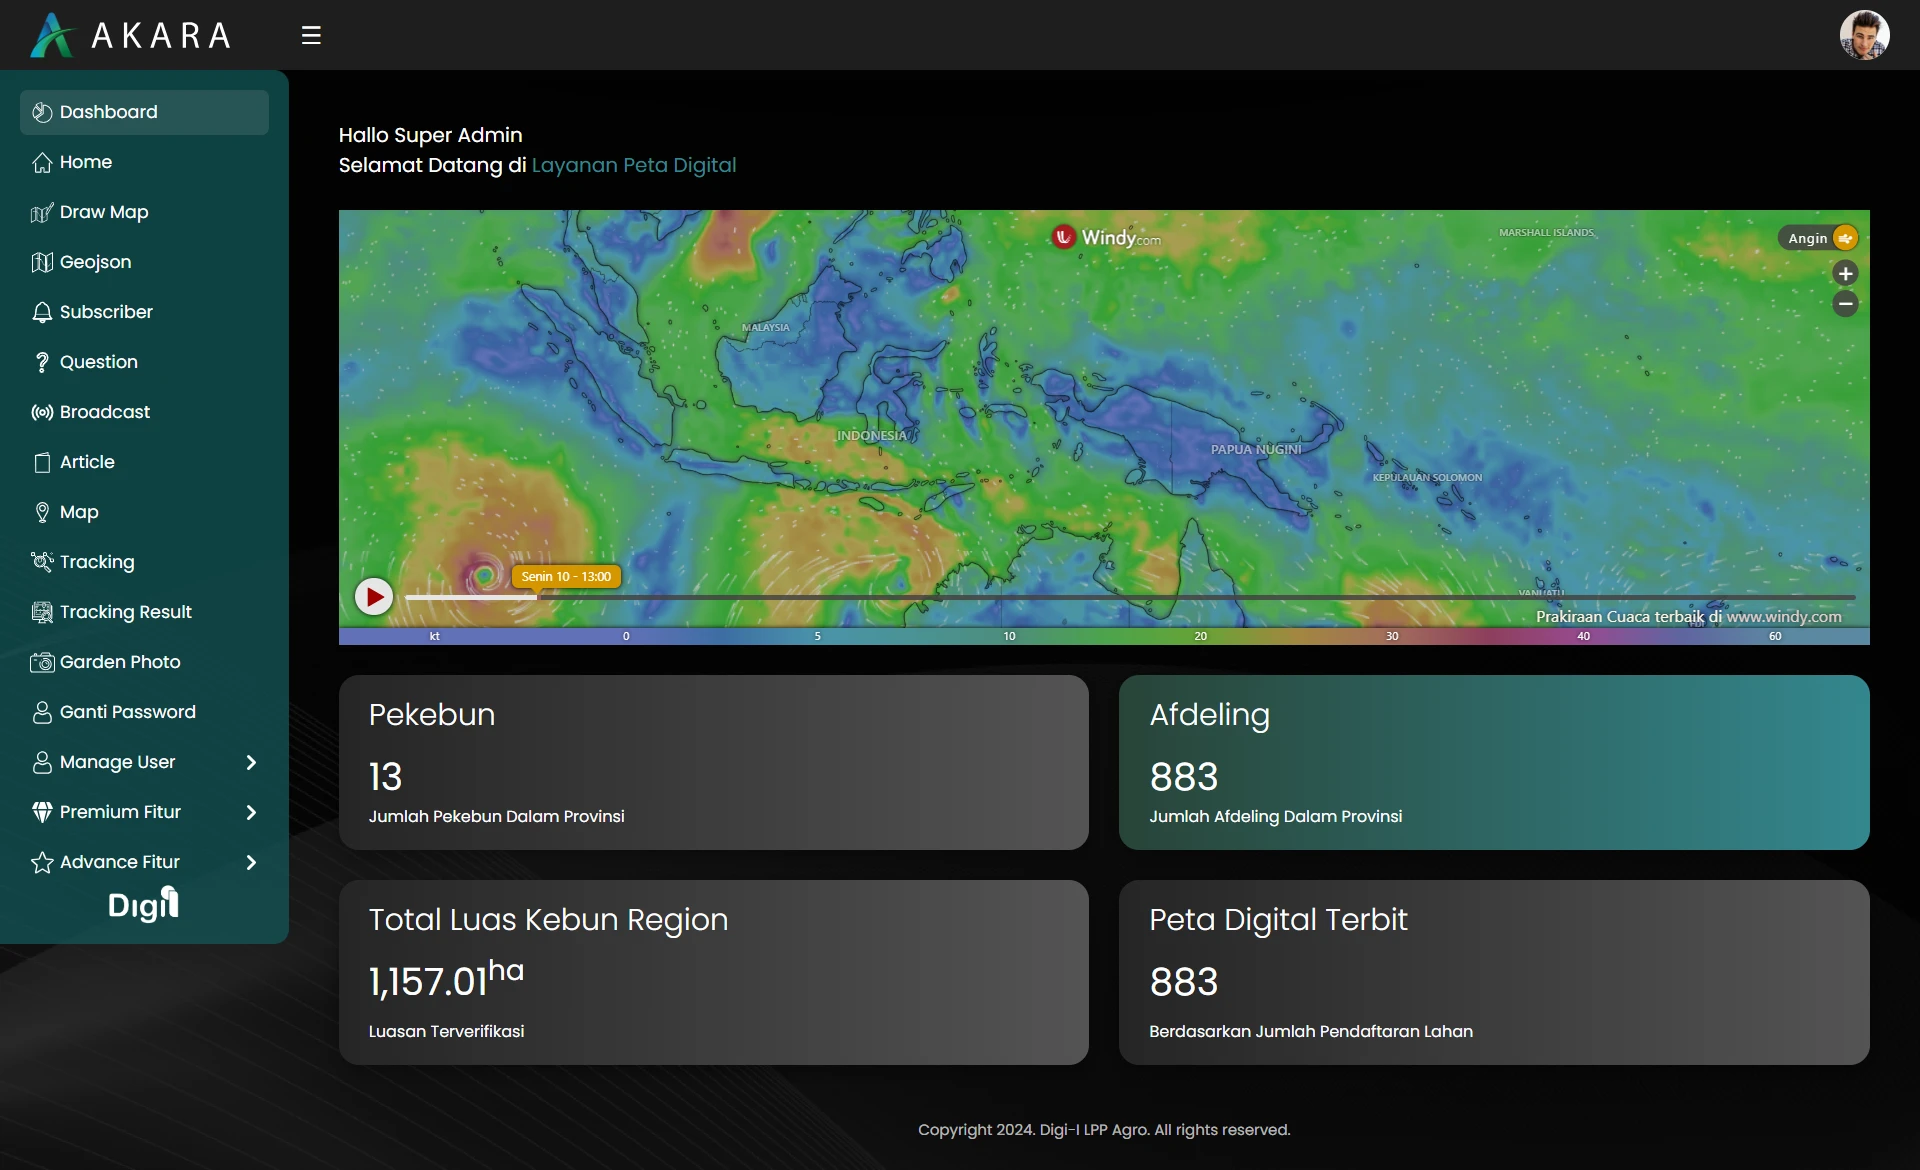 AKARA
Dashboard
Home
Draw Map
Geojson
Subscriber
Question
Broadcast
Article
Map
Tracking
Tracking Result
Garden Photo
Ganti Password
Manage User
Premium Fitur
Advance Fitur
Digi
Hallo Super Admin
Selamat Datang di Layanan Peta Digital
Windy.com
MARSHALL ISLANDS
Angin
MALAYSIA
INDONESIA
PAPUA NUGINI
KEPULAUAN SOLOMON
Senin 10 - 13:00
VANUATU
Prakiraan Cuaca terbaik di www.windy.com
kt 0 5 10 20 30 40 60
Pekebun
13
Jumlah Pekebun Dalam Provinsi
Afdeling
883
Jumlah Afdeling Dalam Provinsi
Total Luas Kebun Region
1,157.01ha
Luasan Terverifikasi
Peta Digital Terbit
883
Berdasarkan Jumlah Pendaftaran Lahan
Copyright 2024. Digi-I LPP Agro. All rights reserved.